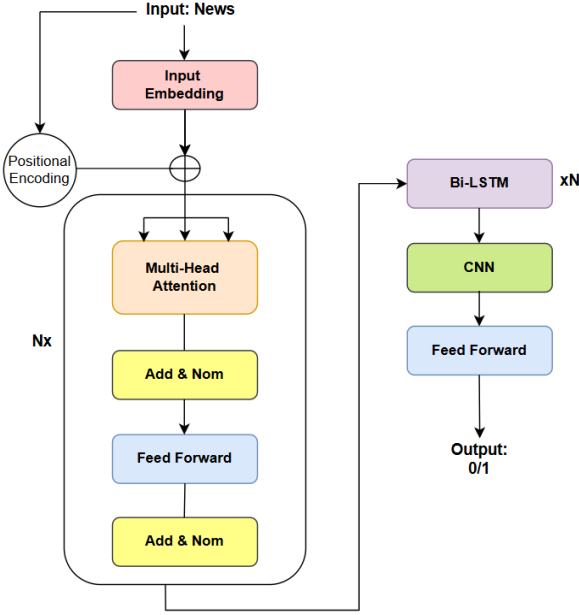 Input: News
Input
Embedding
Positional
Encoding
Multi-Head
Attention
Nx
Add & Nom
Feed Forward
Add & Nom
Bi-LSTM
xN
CNN
Feed Forward
Output:
0/1